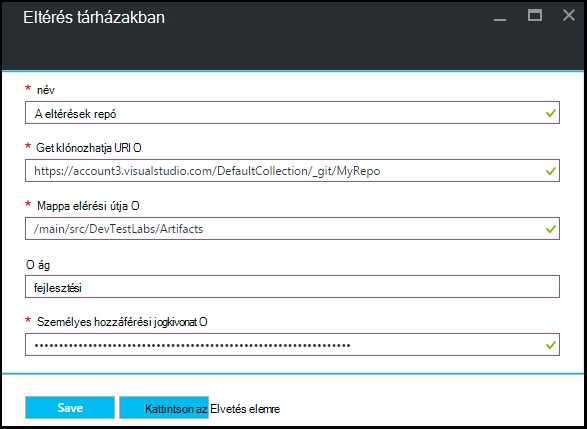 Eltérés tárházakban
* név
A eltérések repó
* Get klónozhatja URI O
https://account3.visualstudio.com/DefaultCollection/_git/MyRepo
* Mappa elérési útja O
/main/src/DevTestLabs/Artifacts
O ág
fejlesztési
* Személyes hozzáférési jogkivonat O
••••••••••••••••••••••••••••••••••••••••••••••••••••••••••••••••
Save
Kattintson az Elvetés elemre